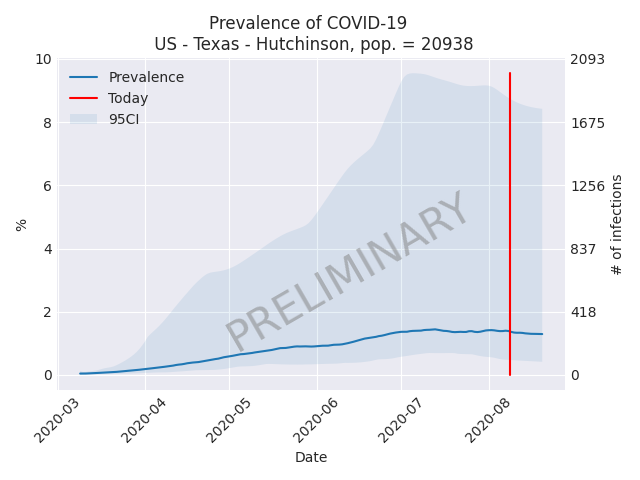 Prevalence of COVID-19
US - Texas - Hutchinson, pop. = 20938
Prevalence
Today
95CI
PRELIMINARY
%
10
8
6
4
2
0
2093
1675
1256
837
418
0
# of infections
2020-03
2020-04
2020-05
2020-06
2020-07
2020-08
Date